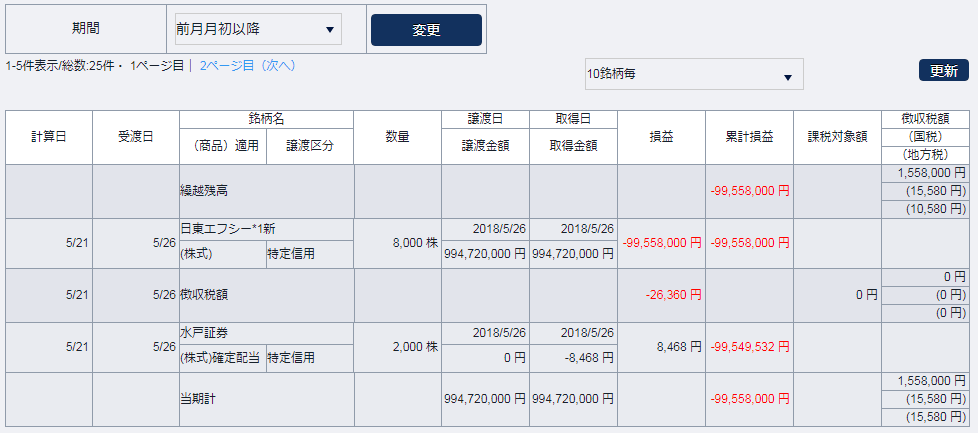 期間 前月月初以降 変更
1-5件表示/総数:25件・ 1ページ目| 2ページ目（次へ）
10銘柄毎 更新
計算日 受渡日 銘柄名 数量 譲渡日 取得日 損益 累計損益 課税対象額 徴収税額
（商品）適用 譲渡区分 譲渡金額 取得金額 （国税）
（地方税）
繰越残高 -99,558,000 円 1,558,000 円
(15,580 円)
(10,580 円)
5/21 5/26 日東エフシー*1新 8,000 株 2018/5/26 2018/5/26 -99,558,000 円 -99,558,000 円
(株式) 特定信用 994,720,000 円 994,720,000 円
5/21 5/26 徴収税額 -26,360 円 0 円 0 円
(0 円)
(0 円)
5/21 5/26 水戸証券 2,000 株 2018/5/26 2018/5/26 8,468 円 -99,549,532 円
(株式)確定配当 特定信用 0 円 -8,468 円
当期計 994,720,000 円 994,720,000 円 -99,558,000 円 1,558,000 円
(15,580 円)
(15,580 円)